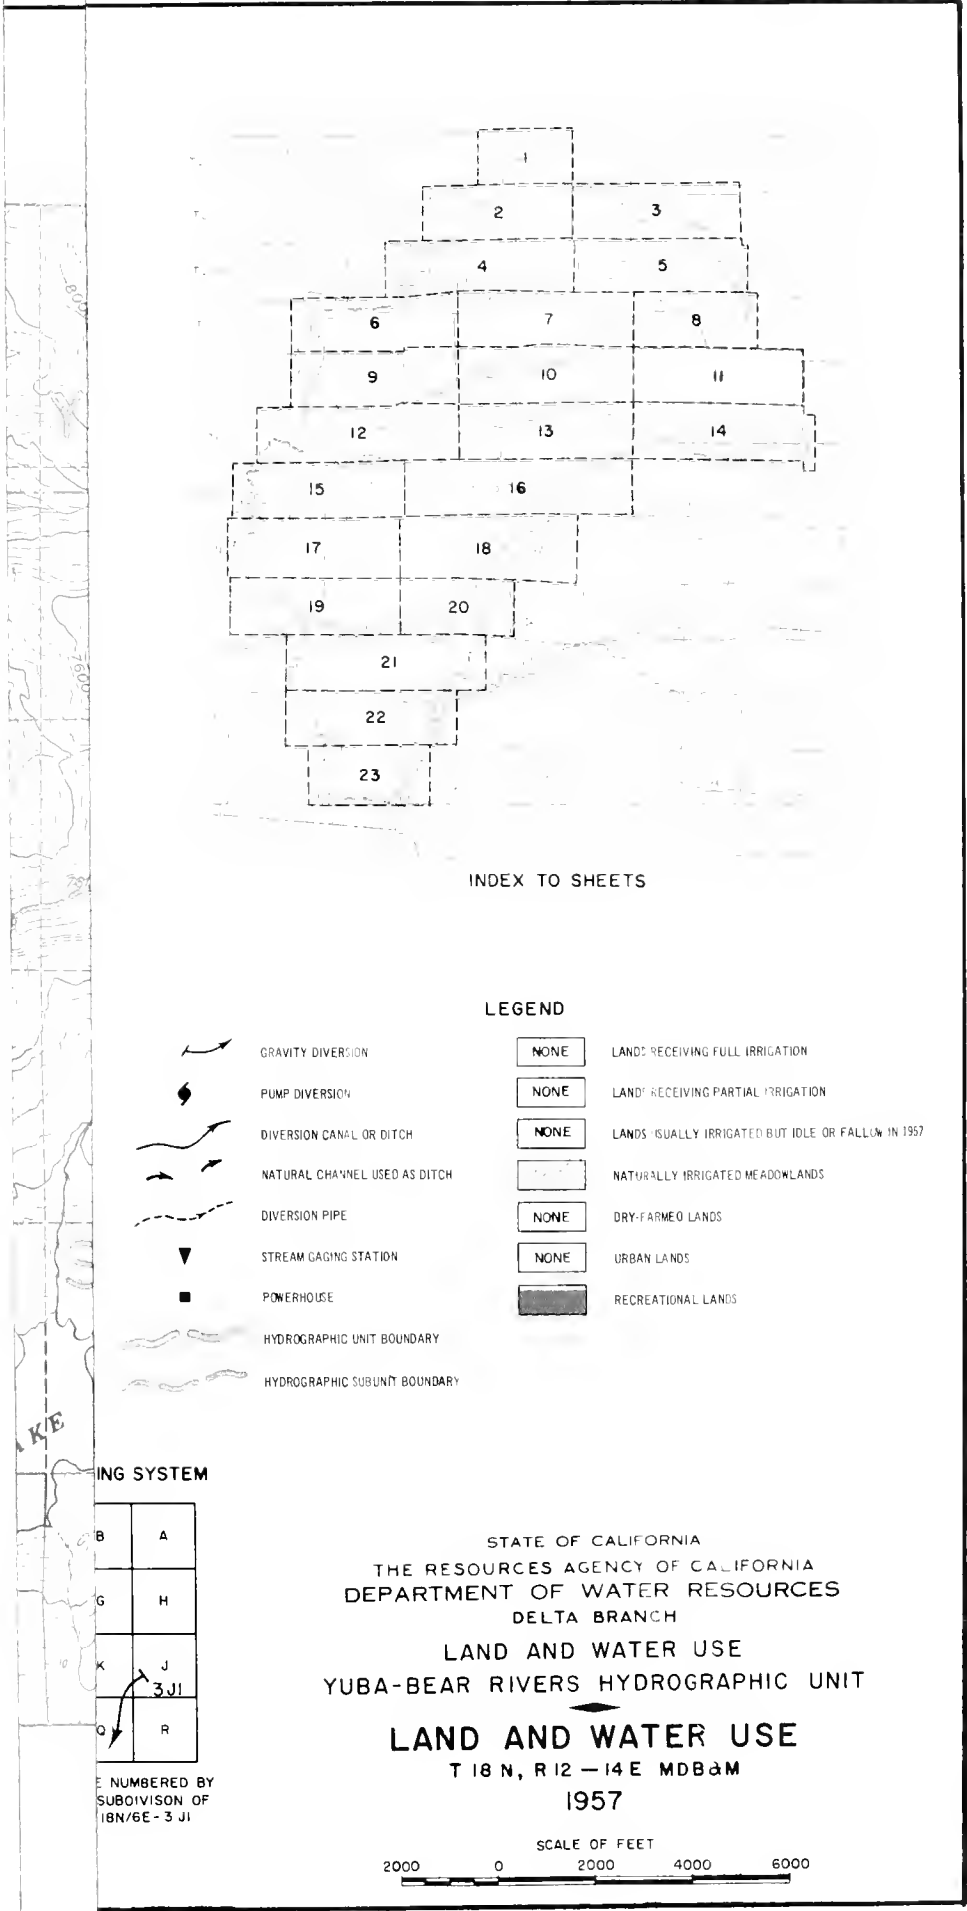 1
2 3
4 5
6 7 8
9 10 11
12 13 14
15 16
17 18
19 20
21
22
23
INDEX TO SHEETS
8000
7600
LEGEND
GRAVITY DIVERSION
PUMP DIVERSION
DIVERSION CANAL OR DITCH
NATURAL CHANNEL USED AS DITCH
DIVERSION PIPE
STREAM GAGING STATION
POWERHOUSE
HYDROGRAPHIC UNIT BOUNDARY
HYDROGRAPHIC SUBUNIT BOUNDARY
NONE LANDS RECEIVING FULL IRRIGATION
NONE LANDS RECEIVING PARTIAL IRRIGATION
NONE LANDS USUALLY IRRIGATED BUT IDLE OR FALLOW IN 1957
NATURALLY IRRIGATED MEADOWLANDS
NONE DRY-FARMED LANDS
NONE URBAN LANDS
RECREATIONAL LANDS
AKE
ING SYSTEM
B A
G H
K J
3J1
Q R
E NUMBERED BY
SUBDIVISON OF
18N/6E-3 J1
STATE OF CALIFORNIA
THE RESOURCES AGENCY OF CALIFORNIA
DEPARTMENT OF WATER RESOURCES
DELTA BRANCH
LAND AND WATER USE
YUBA-BEAR RIVERS HYDROGRAPHIC UNIT
LAND AND WATER USE
T 18 N, R 12 — 14 E MDB&M
1957
SCALE OF FEET
2000 0 2000 4000 6000